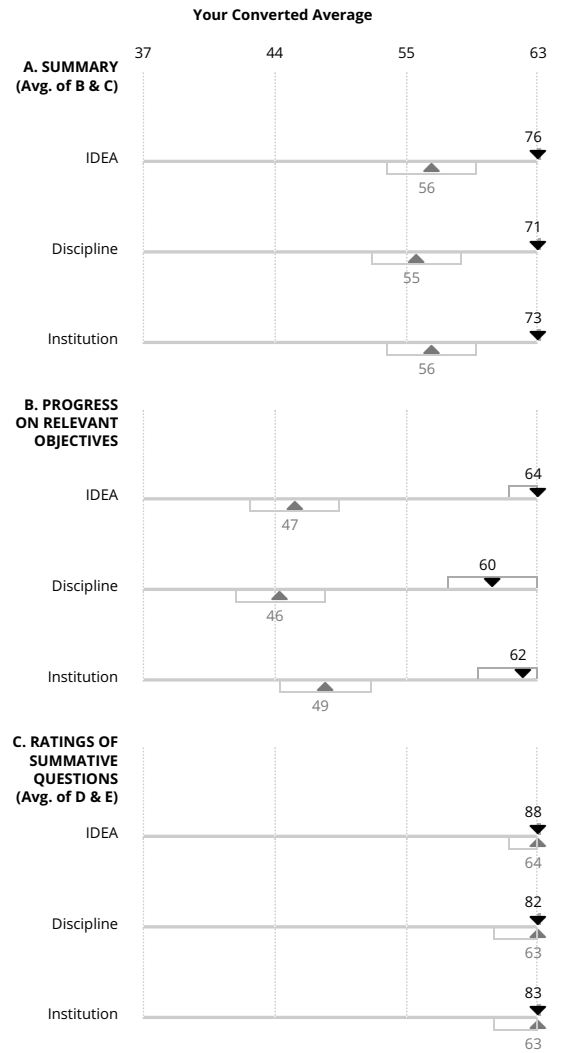 Your Converted Average
37 44 55 63
A. SUMMARY
(Avg. of B & C)
76
IDEA
56
71
Discipline
55
73
Institution
56
B. PROGRESS
ON RELEVANT
OBJECTIVES
64
IDEA
47
60
Discipline
46
62
Institution
49
C. RATINGS OF
SUMMATIVE
QUESTIONS
(Avg. of D & E)
88
IDEA
64
82
Discipline
63
83
Institution
63